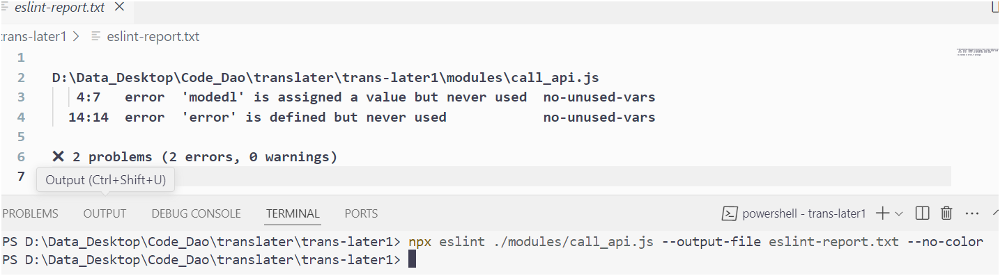 eslint-report.txt ×
trans-later1 > eslint-report.txt
1
2 D:\Data_Desktop\Code_Dao\translater\trans-later1\modules\call_api.js
3 4:7 error 'modedl' is assigned a value but never used no-unused-vars
4 14:14 error 'error' is defined but never used no-unused-vars
5
6 ✖ 2 problems (2 errors, 0 warnings)
7
Output (Ctrl+Shift+U)
PROBLEMS OUTPUT DEBUG CONSOLE TERMINAL PORTS powershell - trans-later1
PS D:\Data_Desktop\Code_Dao\translater\trans-later1> npx eslint ./modules/call_api.js --output-file eslint-report.txt --no-color
PS D:\Data_Desktop\Code_Dao\translater\trans-later1>